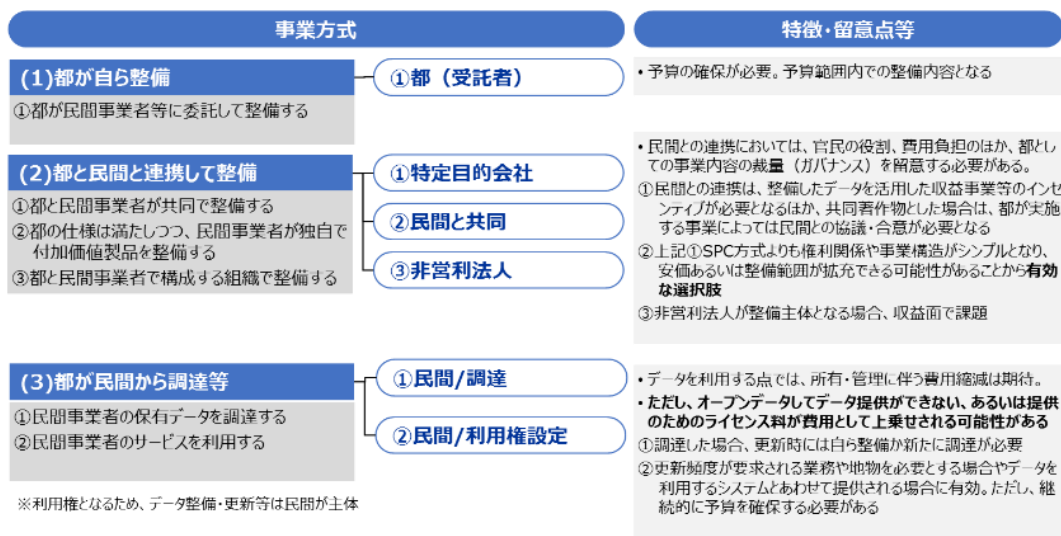 事業方式
特徴・留意点等
(1)都が自ら整備
①都（受託者）
①都が民間事業者等に委託して整備する
・予算の確保が必要。予算範囲内での整備内容となる
(2)都と民間と連携して整備
①都と民間事業者が共同で整備する
②都の仕様は満たしつつ、民間事業者が独自で
付加価値製品を整備する
③都と民間事業者で構成する組織で整備する
①特定目的会社
②民間と共同
③非営利法人
・民間との連携においては、官民の役割、費用負担のほか、都とし
ての事業内容の裁量（ガバナンス）を留意する必要がある。
①民間との連携は、整備したデータを活用した収益事業等のインセ
ンティブが必要となるほか、共同著作物とした場合は、都が実施
する事業によっては民間との協議・合意が必要となる
②上記①SPC方式よりも権利関係や事業構造がシンプルとなり、
安価あるいは整備範囲が拡充できる可能性があることから有効
な選択肢
③非営利法人が整備主体となる場合、収益面で課題
(3)都が民間から調達等
①民間事業者の保有データを調達する
②民間事業者のサービスを利用する
①民間/調達
②民間/利用権設定
※利用権となるため、データ整備・更新等は民間が主体
・データを利用する点では、所有・管理に伴う費用縮減は期待。
・ただし、オープンデータしてデータ提供ができない、あるいは提供
のためのライセンス料が費用として上乗せされる可能性がある
①調達した場合、更新時には自ら整備か新たに調達が必要
②更新頻度が要求される業務や地物を必要とする場合やデータを
利用するシステムとあわせて提供される場合に有効。ただし、継
続的に予算を確保する必要がある